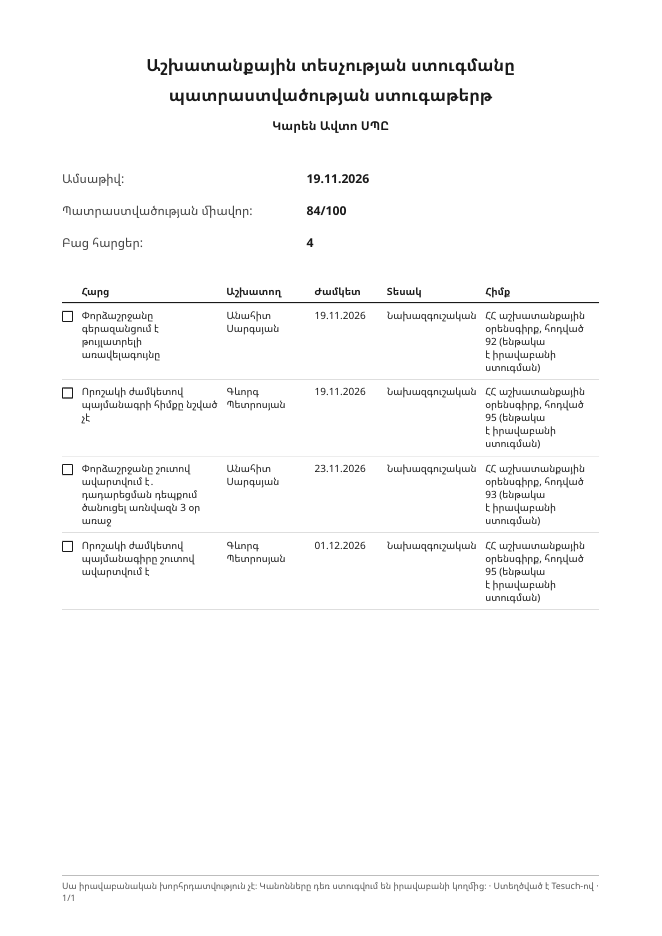 Աշխատանքային տեսչության ստուգմանը
պատրաստվածության ստուգաթերթ
Կարեն Ավտո ՍՊԸ
Ամսաթիվ: 19.11.2026
Պատրաստվածության միավոր: 84/100
Բաց հարցեր: 4
Հարց Աշխատող Ժամկետ Տեսակ Հիմք
Փորձաշրջանը Անահիտ 19.11.2026 Նախազգուշական ՀՀ աշխատանքային
գերազանցում է Սարգսյան օրենսգիրք, հոդված
թույլատրելի 92 (ենթակա
առավելագույնը է իրավաբանի
ստուգման)
Որոշակի ժամկետով Գևորգ 19.11.2026 Նախազգուշական ՀՀ աշխատանքային
պայմանագրի հիմքը նշված Պետրոսյան օրենսգիրք, հոդված
չէ 95 (ենթակա
է իրավաբանի
ստուգման)
Փորձաշրջանը շուտով Անահիտ 23.11.2026 Նախազգուշական ՀՀ աշխատանքային
ավարտվում է. Սարգսյան օրենսգիրք, հոդված
դադարեցման դեպքում 93 (ենթակա
ծանուցել առնվազն 3 օր է իրավաբանի
առաջ ստուգման)
Որոշակի ժամկետով Գևորգ 01.12.2026 Նախազգուշական ՀՀ աշխատանքային
պայմանագիրը շուտով Պետրոսյան օրենսգիրք, հոդված
ավարտվում է 95 (ենթակա
է իրավաբանի
ստուգման)
Սա իրավաբանական խորհրդատվություն չէ: Կանոնները դեռ ստուգվում են իրավաբանի կողմից: · Ստեղծված է Tesuch-ով ·
1/1